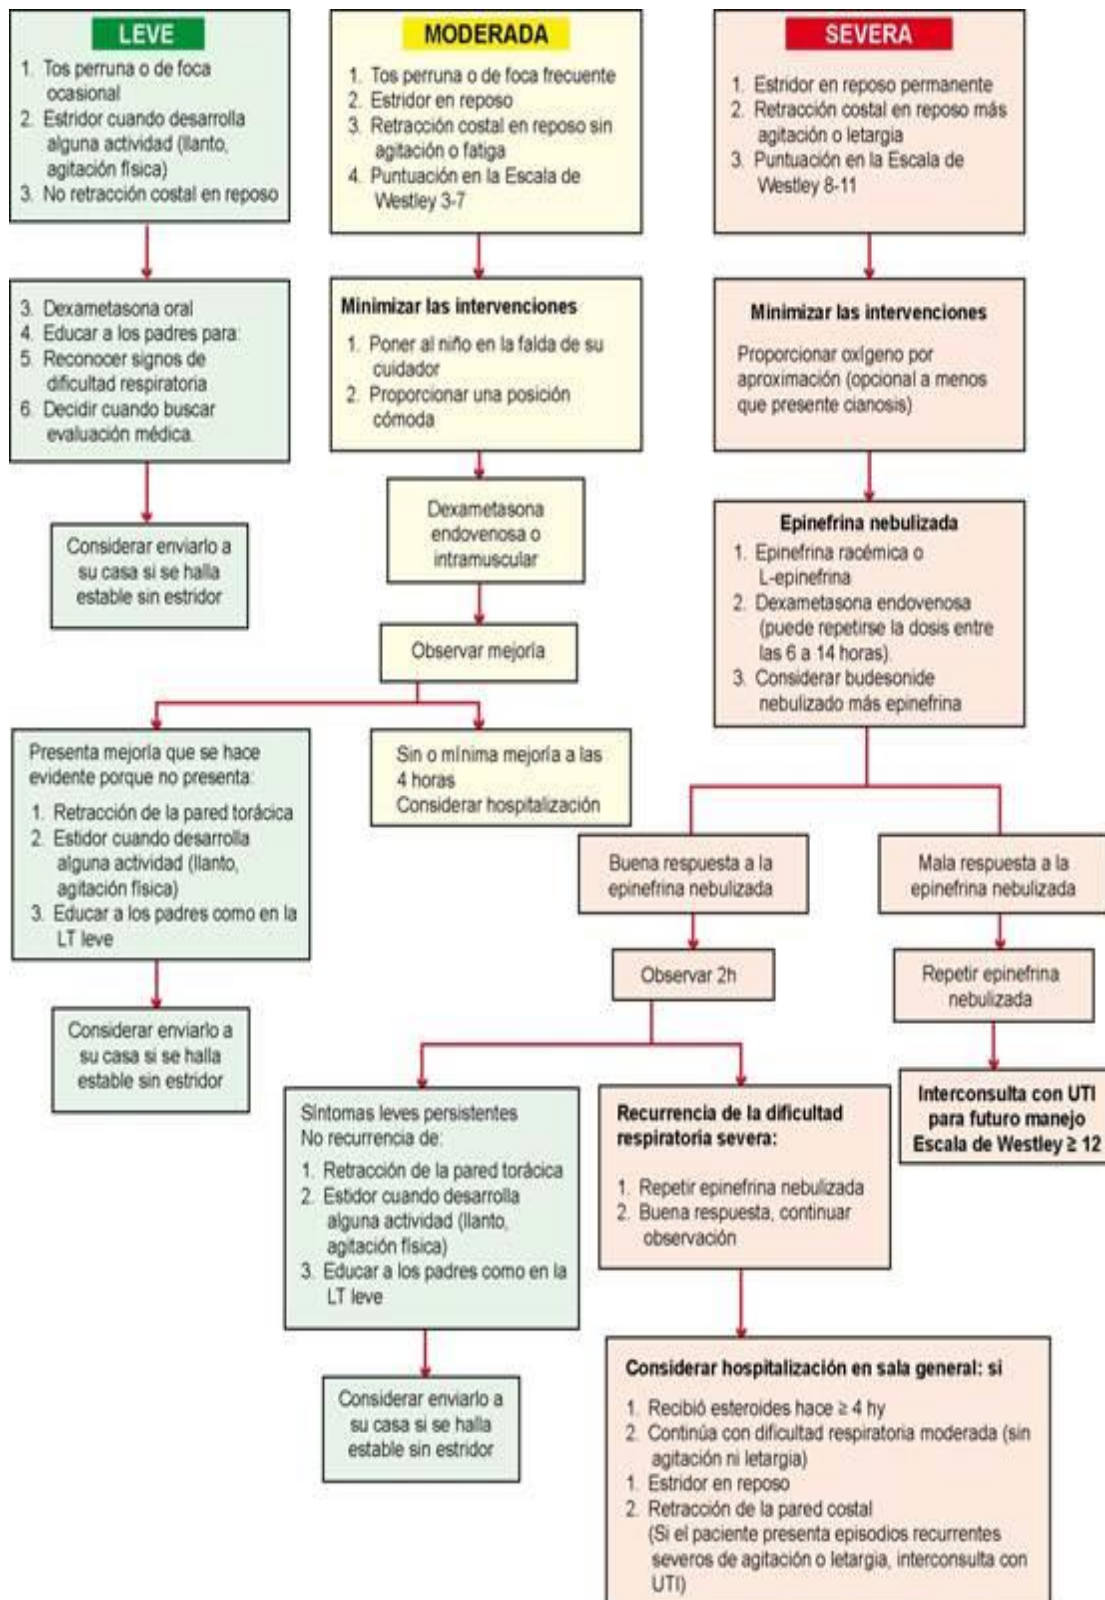 LEVE
1. Tos perruna o de foca
ocasional
2. Estridor cuando desarrolla
alguna actividad (llanto,
agitación física)
3. No retracción costal en reposo
3. Dexametasona oral
4. Educar a los padres para:
5. Reconocer signos de
dificultad respiratoria
6. Decidir cuando buscar
evaluación médica.
Considerar enviarlo a
su casa si se halla
estable sin estridor
MODERADA
1. Tos perruna o de foca frecuente
2. Estridor en reposo
3. Retracción costal en reposo sin
agitación o fatiga
4. Puntuación en la Escala de
Westley 3-7
Minimizar las intervenciones
1. Poner al niño en la falda de su
cuidador
2. Proporcionar una posición
cómoda
Dexametasona
endovenosa o
intramuscular
Observar mejoría
Presenta mejoría que se hace
evidente porque no presenta:
1. Retracción de la pared torácica
2. Estidor cuando desarrolla
alguna actividad (llanto,
agitación física)
3. Educar a los padres como en la
LT leve
Considerar enviarlo a
su casa si se halla
estable sin estridor
Sin o mínima mejoría a las
4 horas
Considerar hospitalización
SEVERA
1. Estridor en reposo permanente
2. Retracción costal en reposo más
agitación o letargia
3. Puntuación en la Escala de
Westley 8-11
Minimizar las intervenciones
Proporcionar oxígeno por
aproximación (opcional a menos
que presente cianosis)
Epinefrina nebulizada
1. Epinefrina racémica o
L-epinefrina
2. Dexametasona endovenosa
(puede repetirse la dosis entre
las 6 a 14 horas).
3. Considerar budesonide
nebulizado más epinefrina
Buena respuesta a la
epinefrina nebulizada
Observar 2h
Síntomas leves persistentes
No recurrencia de:
1. Retracción de la pared torácica
2. Estidor cuando desarrolla
alguna actividad (llanto,
agitación física)
3. Educar a los padres como en la
LT leve
Considerar enviarlo a
su casa si se halla
estable sin estridor
Recurrencia de la dificultad
respiratoria severa:
1. Repetir epinefrina nebulizada
2. Buena respuesta, continuar
observación
Considerar hospitalización en sala general: si
1. Recibió esteroides hace ≥ 4 hy
2. Continúa con dificultad respiratoria moderada (sin
agitación ni letargia)
1. Estridor en reposo
2. Retracción de la pared costal
(Si el paciente presenta episodios recurrentes
severos de agitación o letargia, interconsulta con
UTI)
Mala respuesta a la
epinefrina nebulizada
Repetir epinefrina
nebulizada
Interconsulta con UTI
para futuro manejo
Escala de Westley ≥ 12